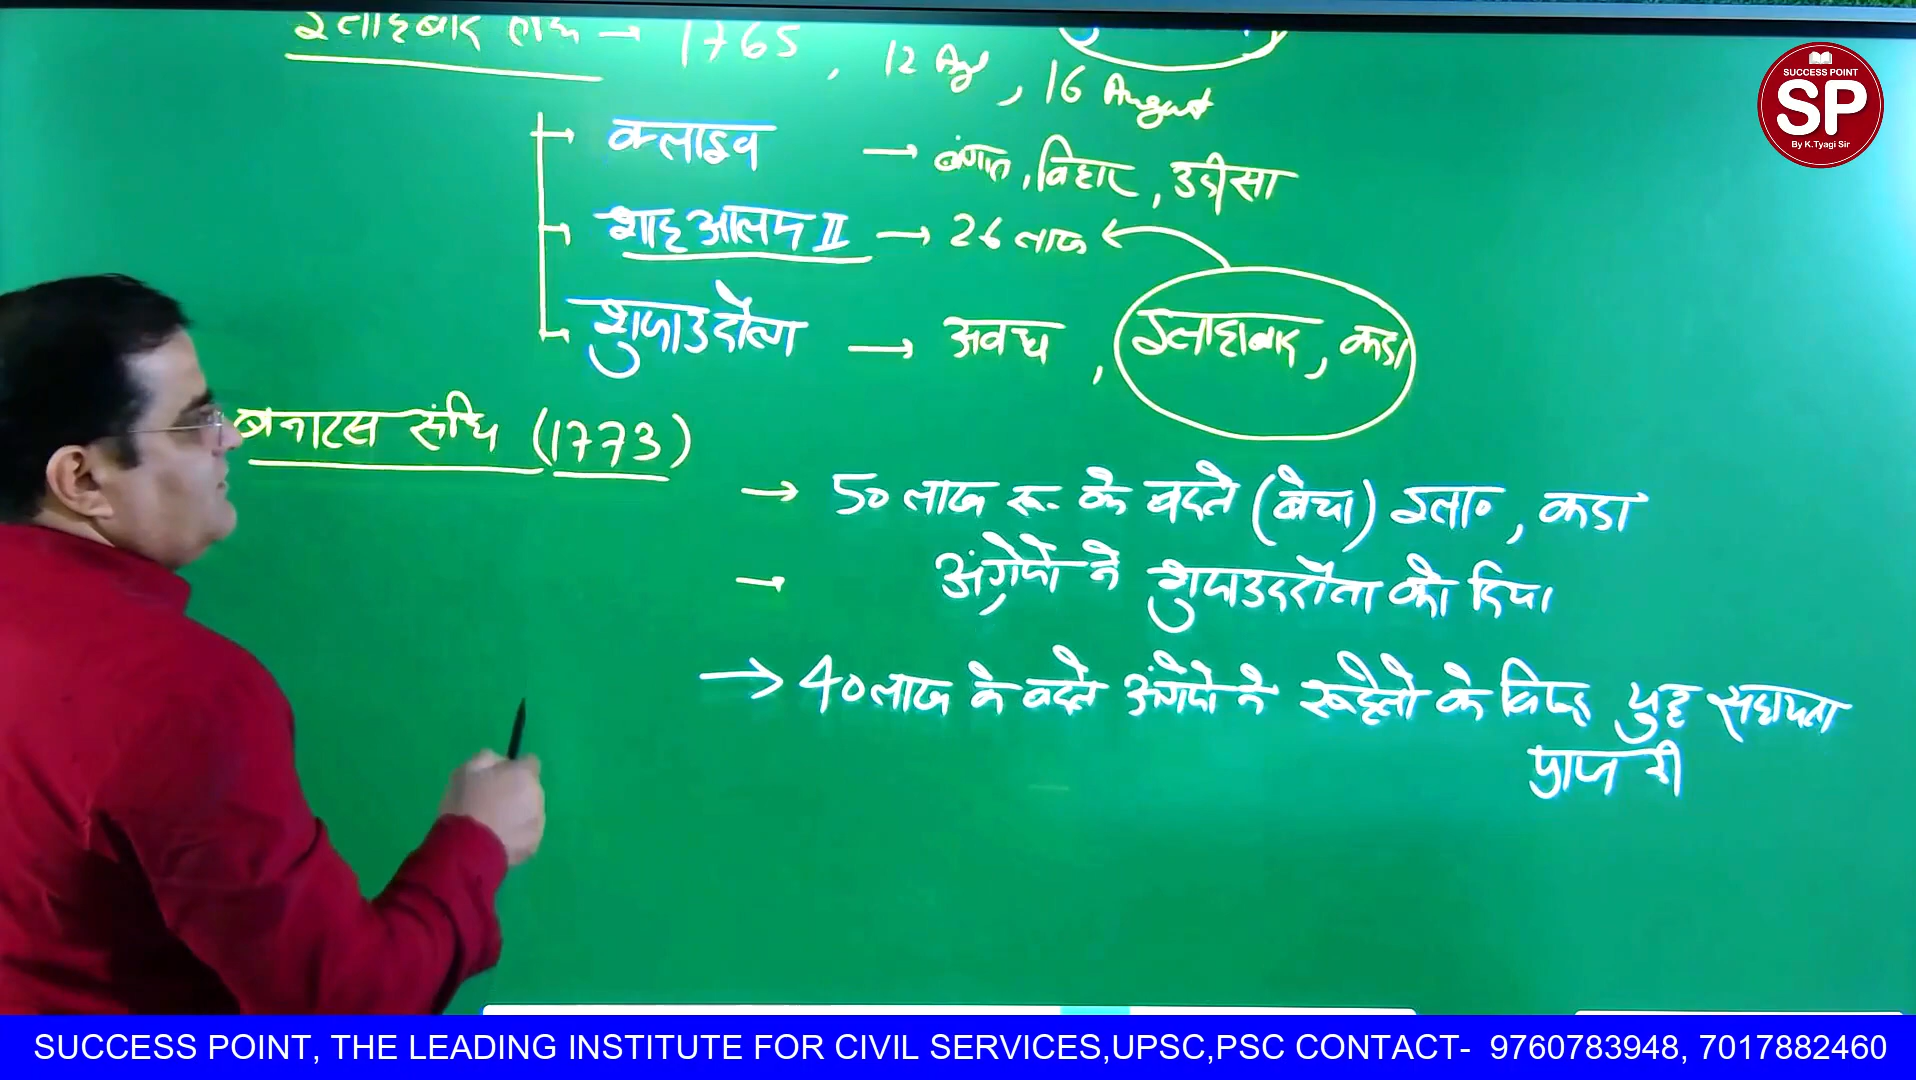 इलाहबाद संधि → 1765, 12 Aug, 16 August
क्लाइव → बंगाल, बिहार, उडीसा
शाह आलम II → 26 लाख
शुजाउदौला → अवध, इलाहाबाद, कडा
बनारस संधि (1773)
→ 50 लाख रू. के बदले (बेचा) इला०, कडा
→ अंग्रेजो ने शुजाउददौला को दिया
→ 40 लाख के बदले अंग्रेजो ने रूहेलो के विरूद्ध युद्ध सहायता
SUCCESS POINT
SP
By K.Tyagi Sir
SUCCESS POINT, THE LEADING INSTITUTE FOR CIVIL SERVICES,UPSC,PSC CONTACT- 9760783948, 7017882460